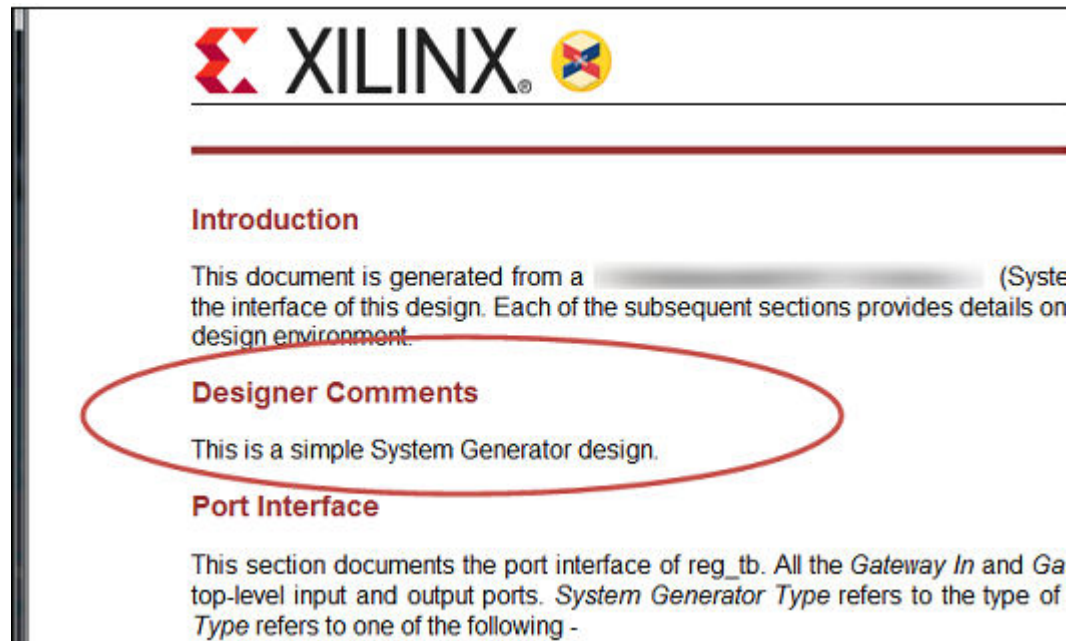 XILINX®
Introduction
This document is generated from a (Syste
the interface of this design. Each of the subsequent sections provides details on
design environment.
Designer Comments
This is a simple System Generator design.
Port Interface
This section documents the port interface of reg_tb. All the Gateway In and Ga
top-level input and output ports. System Generator Type refers to the type of
Type refers to one of the following -